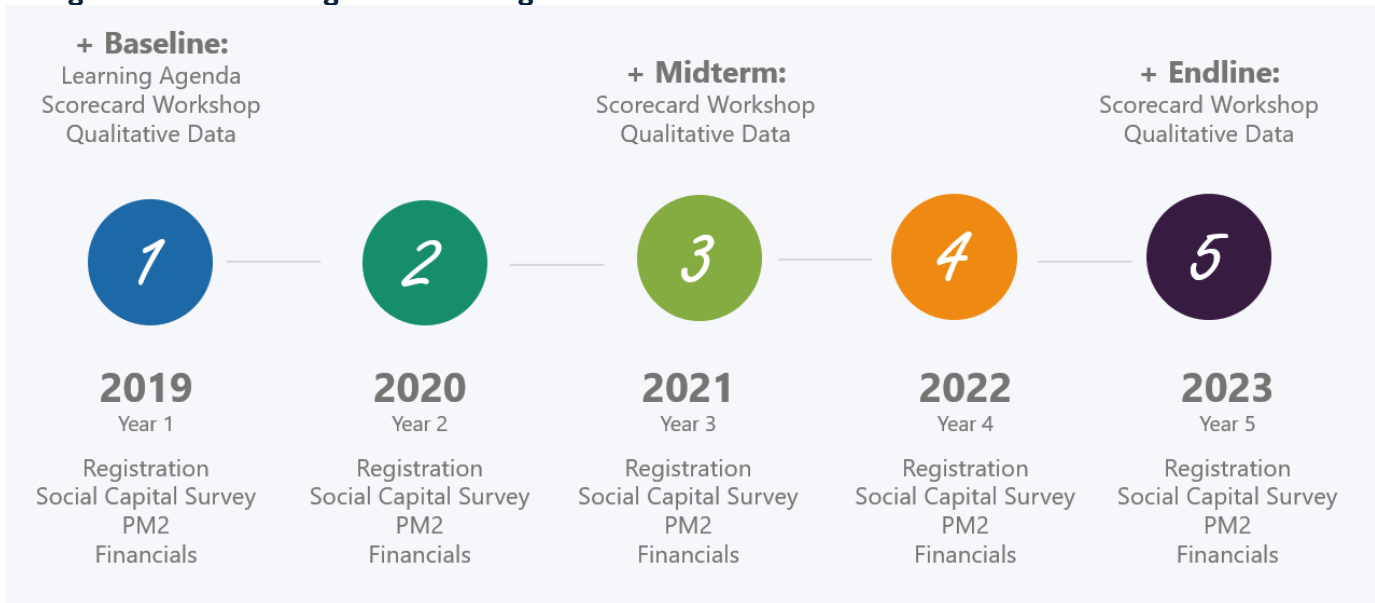 + Baseline:
Learning Agenda
Scorecard Workshop
Qualitative Data
+ Midterm:
Scorecard Workshop
Qualitative Data
+ Endline:
Scorecard Workshop
Qualitative Data
1
2
3
4
5
2019
Year 1
Registration
Social Capital Survey
PM2
Financials
2020
Year 2
Registration
Social Capital Survey
PM2
Financials
2021
Year 3
Registration
Social Capital Survey
PM2
Financials
2022
Year 4
Registration
Social Capital Survey
PM2
Financials
2023
Year 5
Registration
Social Capital Survey
PM2
Financials